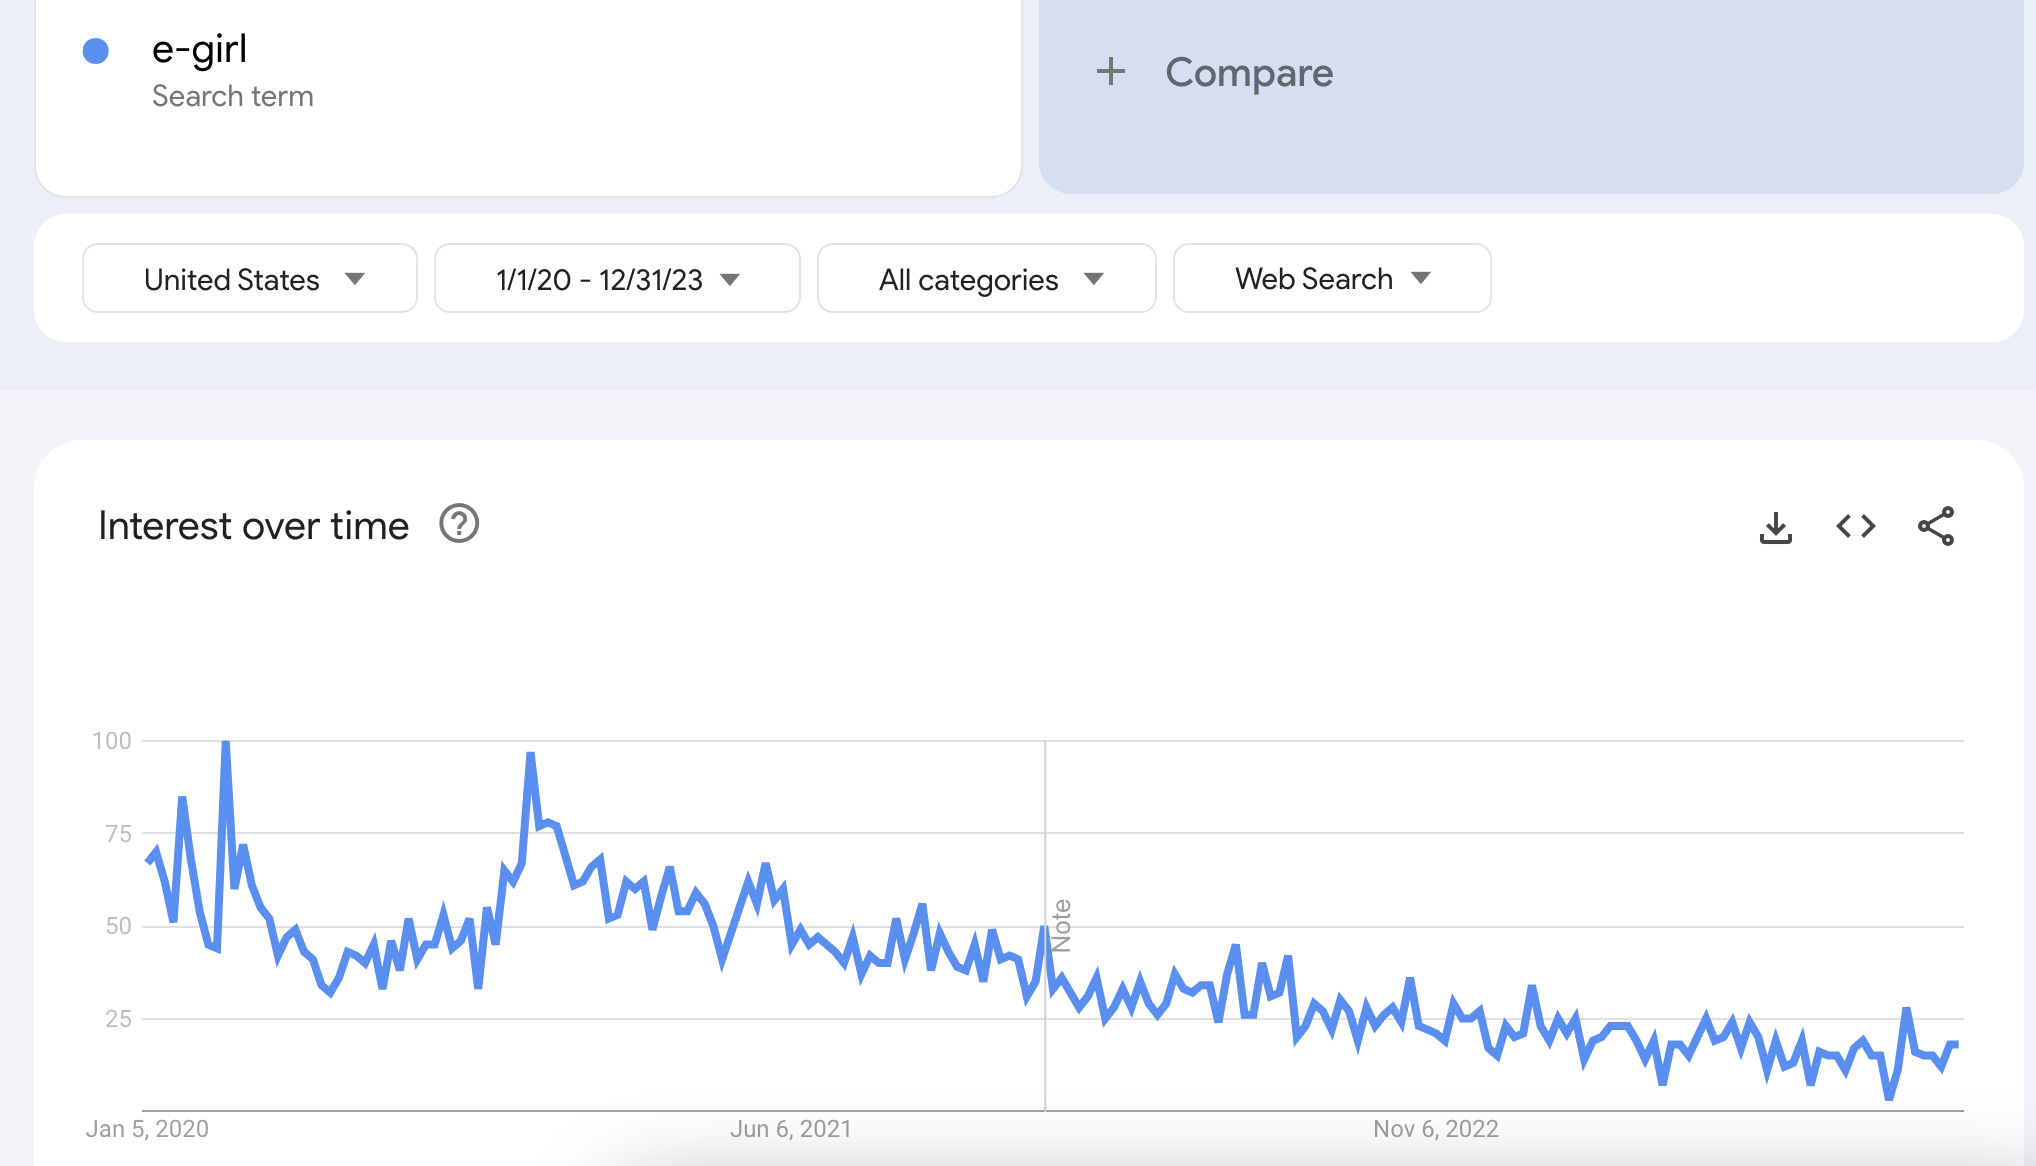 e-girl
Search term
+ Compare
United States
1/1/20 - 12/31/23
All categories
Web Search
Interest over time
?
100
75
50
25
Note
Jan 5, 2020
Jun 6, 2021
Nov 6, 2022